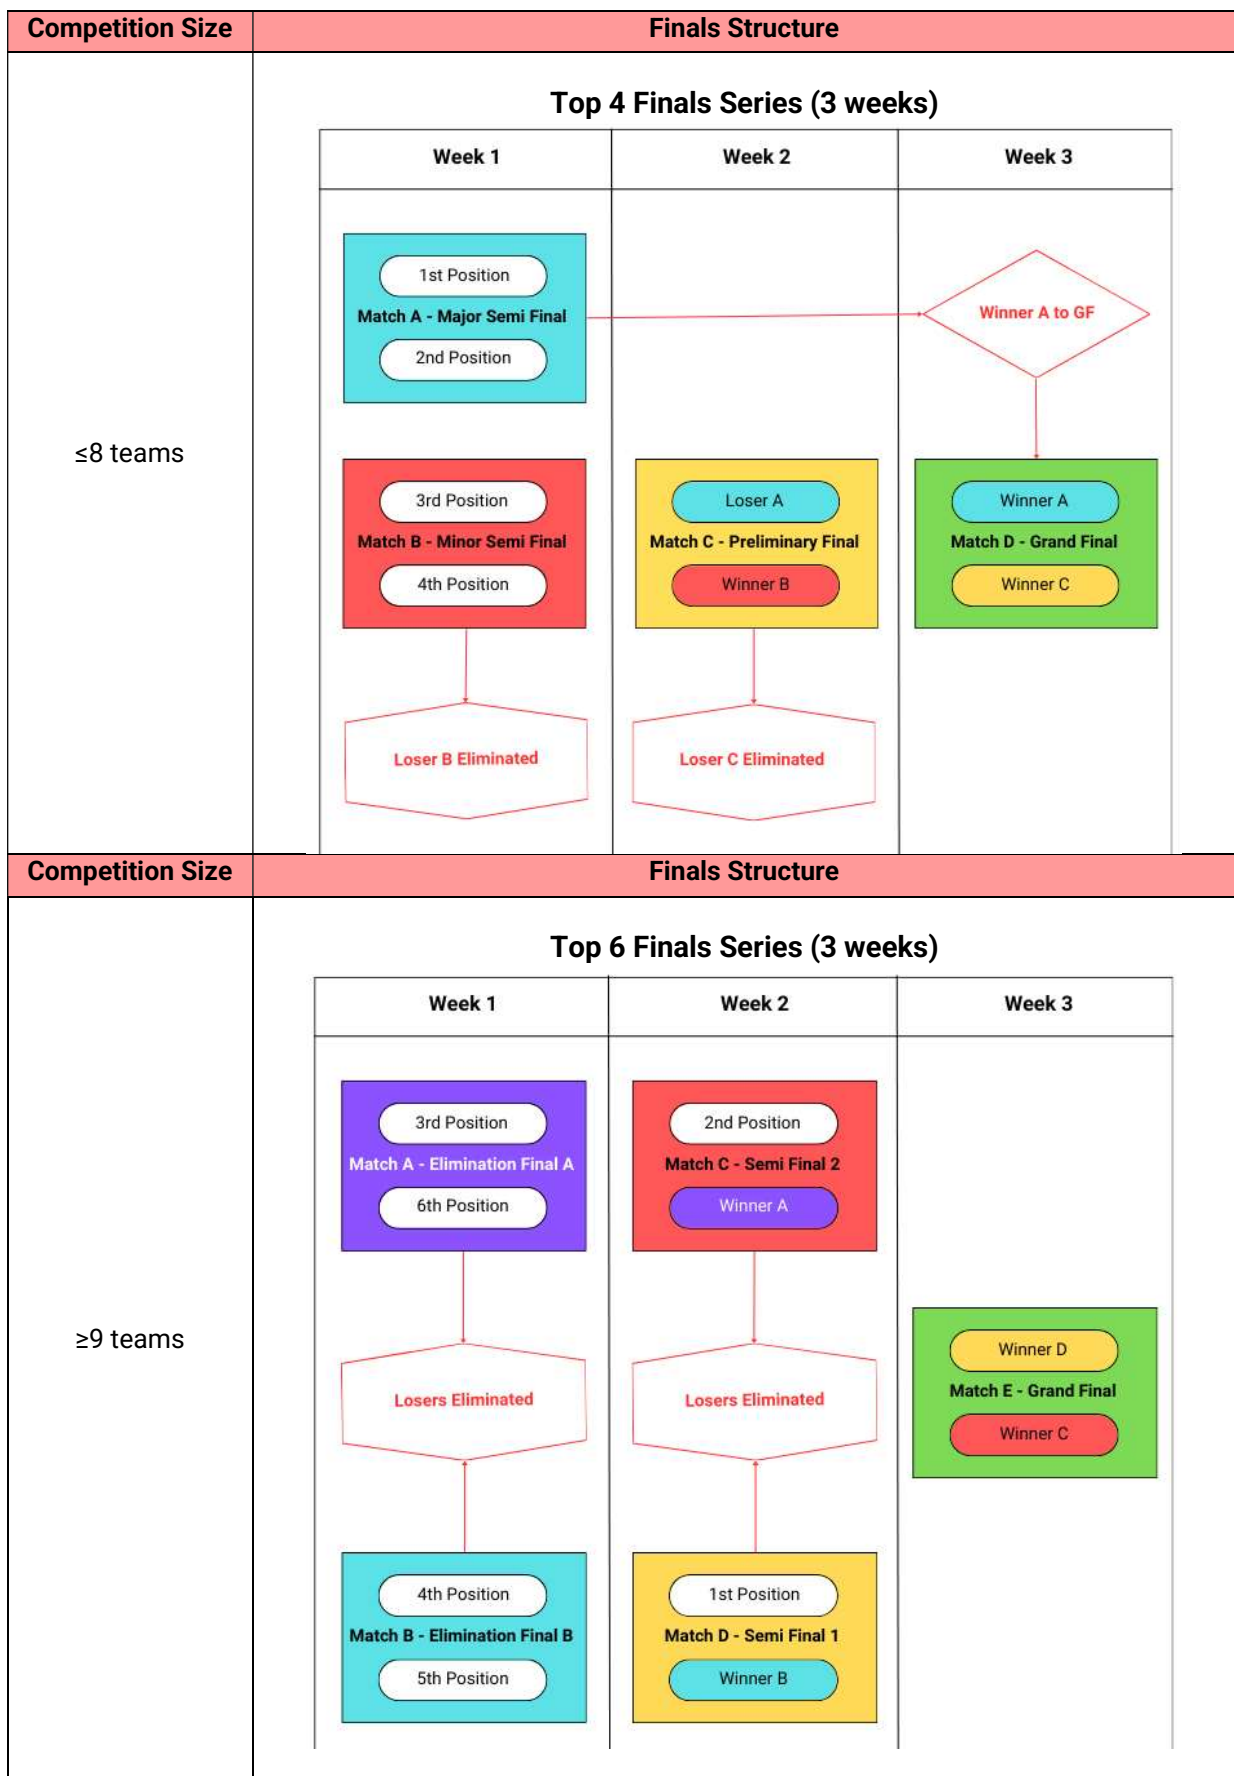 Competition Size
Finals Structure
≤8 teams
Top 4 Finals Series (3 weeks)
Week 1
Week 2
Week 3
1st Position
Match A - Major Semi Final
2nd Position
Winner A to GF
3rd Position
Match B - Minor Semi Final
4th Position
Loser A
Match C - Preliminary Final
Winner B
Winner A
Match D - Grand Final
Winner C
Loser B Eliminated
Loser C Eliminated
Competition Size
Finals Structure
≥9 teams
Top 6 Finals Series (3 weeks)
Week 1
Week 2
Week 3
3rd Position
Match A - Elimination Final A
6th Position
2nd Position
Match C - Semi Final 2
Winner A
Losers Eliminated
Losers Eliminated
Winner D
Match E - Grand Final
Winner C
4th Position
Match B - Elimination Final B
5th Position
1st Position
Match D - Semi Final 1
Winner B